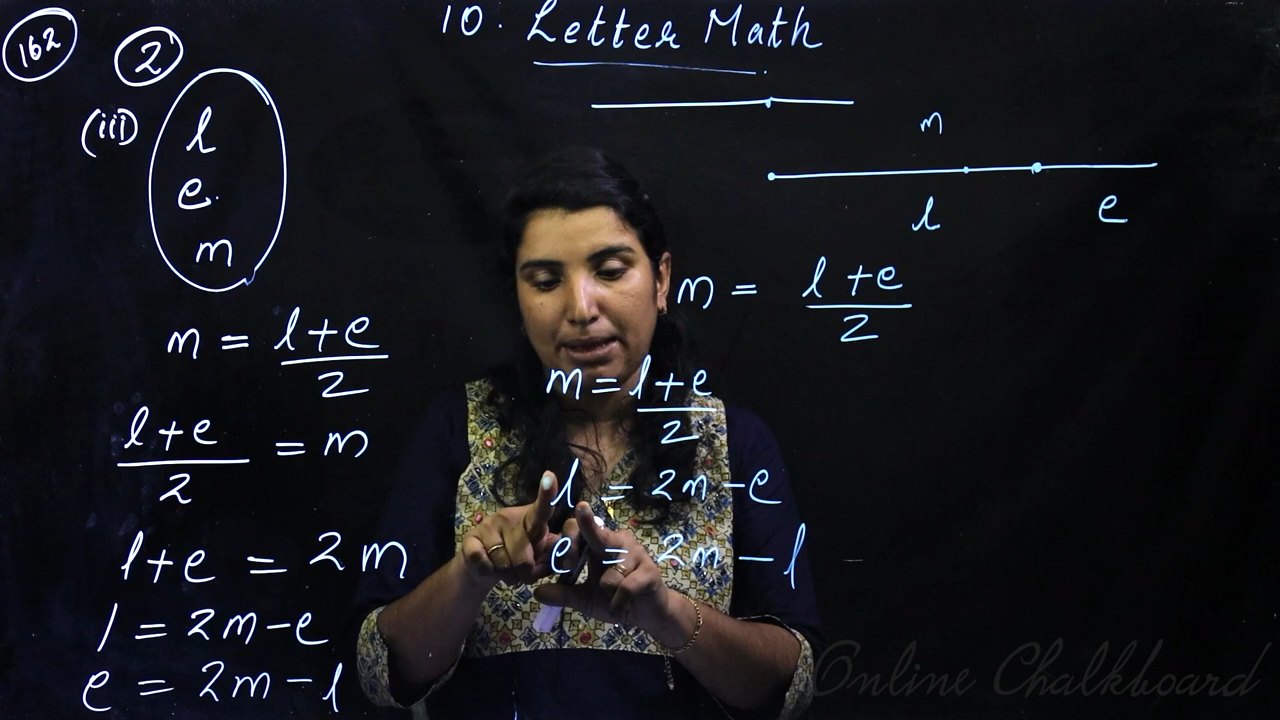 10. Letter Math
162
2
(iii) l
e
m
m = l+e/2
l+e/2 = m
l+e = 2m
l = 2m-e
e = 2m-l
m
l e
m = l+e/2
m = l+e/2
l = 2m-e
e = 2m-l
Online Chalkboard